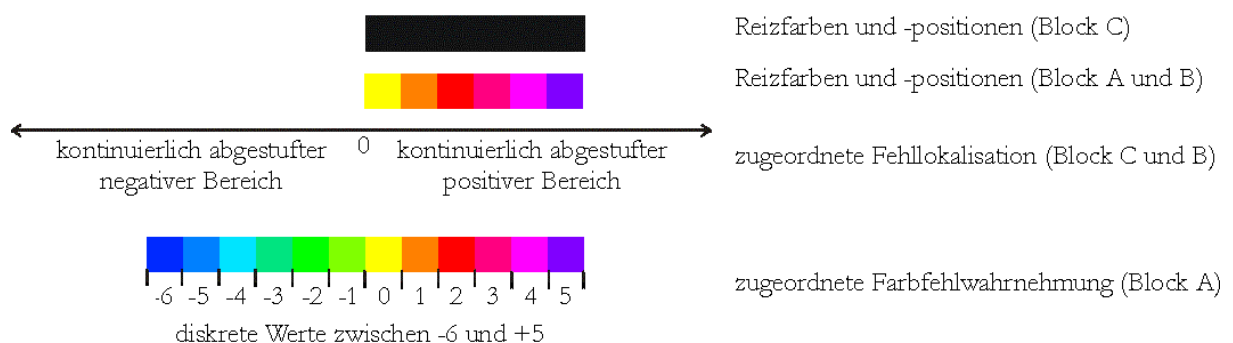 Reizfarben und -positionen (Block C)
Reizfarben und -positionen (Block A und B)
kontinuierlich abgestufter 0 kontinuierlich abgestufter
negativer Bereich positiver Bereich
zugeordnete Fehllokalisation (Block C und B)
-6 -5 -4 -3 -2 -1 0 1 2 3 4 5
zugeordnete Farbfehlwahrnehmung (Block A)
diskrete Werte zwischen -6 und +5